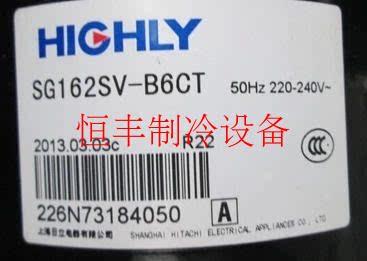 HIGHLY
SG162SV-B6CT 50Hz 220-240V~
恒丰制冷设备
2013.03.03c R22
CCC
226N73184050 A
上海日立电器有限公司 SHANGHAI HITACHI ELECTRICAL APPLIANCES CO., LTD